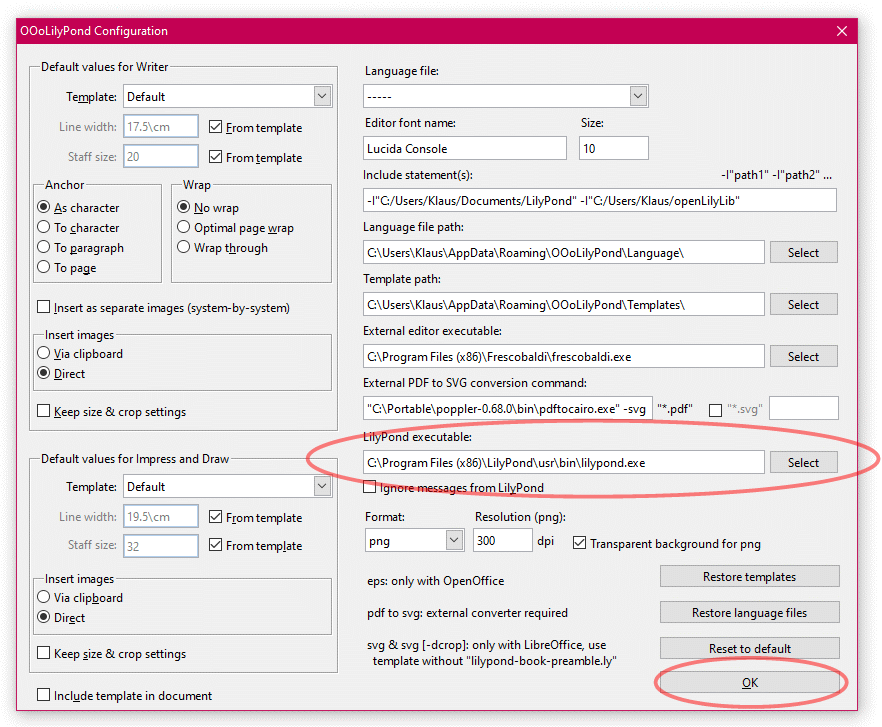 OOoLilyPond Configuration
Default values for Writer
Template: Default
Line width: 17.5\cm From template
Staff size: 20 From template
Anchor
As character
To character
To paragraph
To page
Wrap
No wrap
Optimal page wrap
Wrap through
Insert as separate images (system-by-system)
Insert images
Via clipboard
Direct
Keep size & crop settings
Default values for Impress and Draw
Template: Default
Line width: 19.5\cm From template
Staff size: 32 From template
Insert images
Via clipboard
Direct
Keep size & crop settings
Include template in document
Language file:
-----
Editor font name: Size:
Lucida Console 10
Include statement(s): -I"path1" -I"path2" ...
-I"C:/Users/Klaus/Documents/LilyPond" -I"C:/Users/Klaus/openLilyLib"
Language file path:
C:\Users\Klaus\AppData\Roaming\OOoLilyPond\Language\ Select
Template path:
C:\Users\Klaus\AppData\Roaming\OOoLilyPond\Templates\ Select
External editor executable:
C:\Program Files (x86)\Frescobaldi\frescobaldi.exe Select
External PDF to SVG conversion command:
"C:\Portable\poppler-0.68.0\bin\pdftocairo.exe" -svg "*.pdf" "*.svg"
LilyPond executable:
C:\Program Files (x86)\LilyPond\usr\bin\lilypond.exe Select
Ignore messages from LilyPond
Format: Resolution (png):
png 300 dpi Transparent background for png
eps: only with OpenOffice
pdf to svg: external converter required
svg & svg [-dcrop]: only with LibreOffice, use
template without "lilypond-book-preamble.ly"
Restore templates
Restore language files
Reset to default
OK